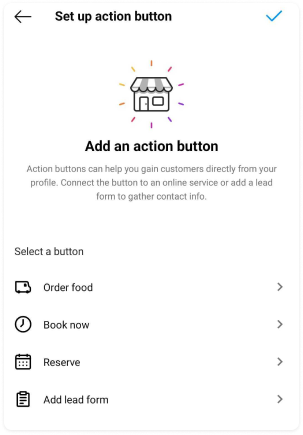 Set up action button
Add an action button
Action buttons can help you gain customers directly from your
profile. Connect the button to an online service or add a lead
form to gather contact info.
Select a button
Order food
Book now
Reserve
Add lead form